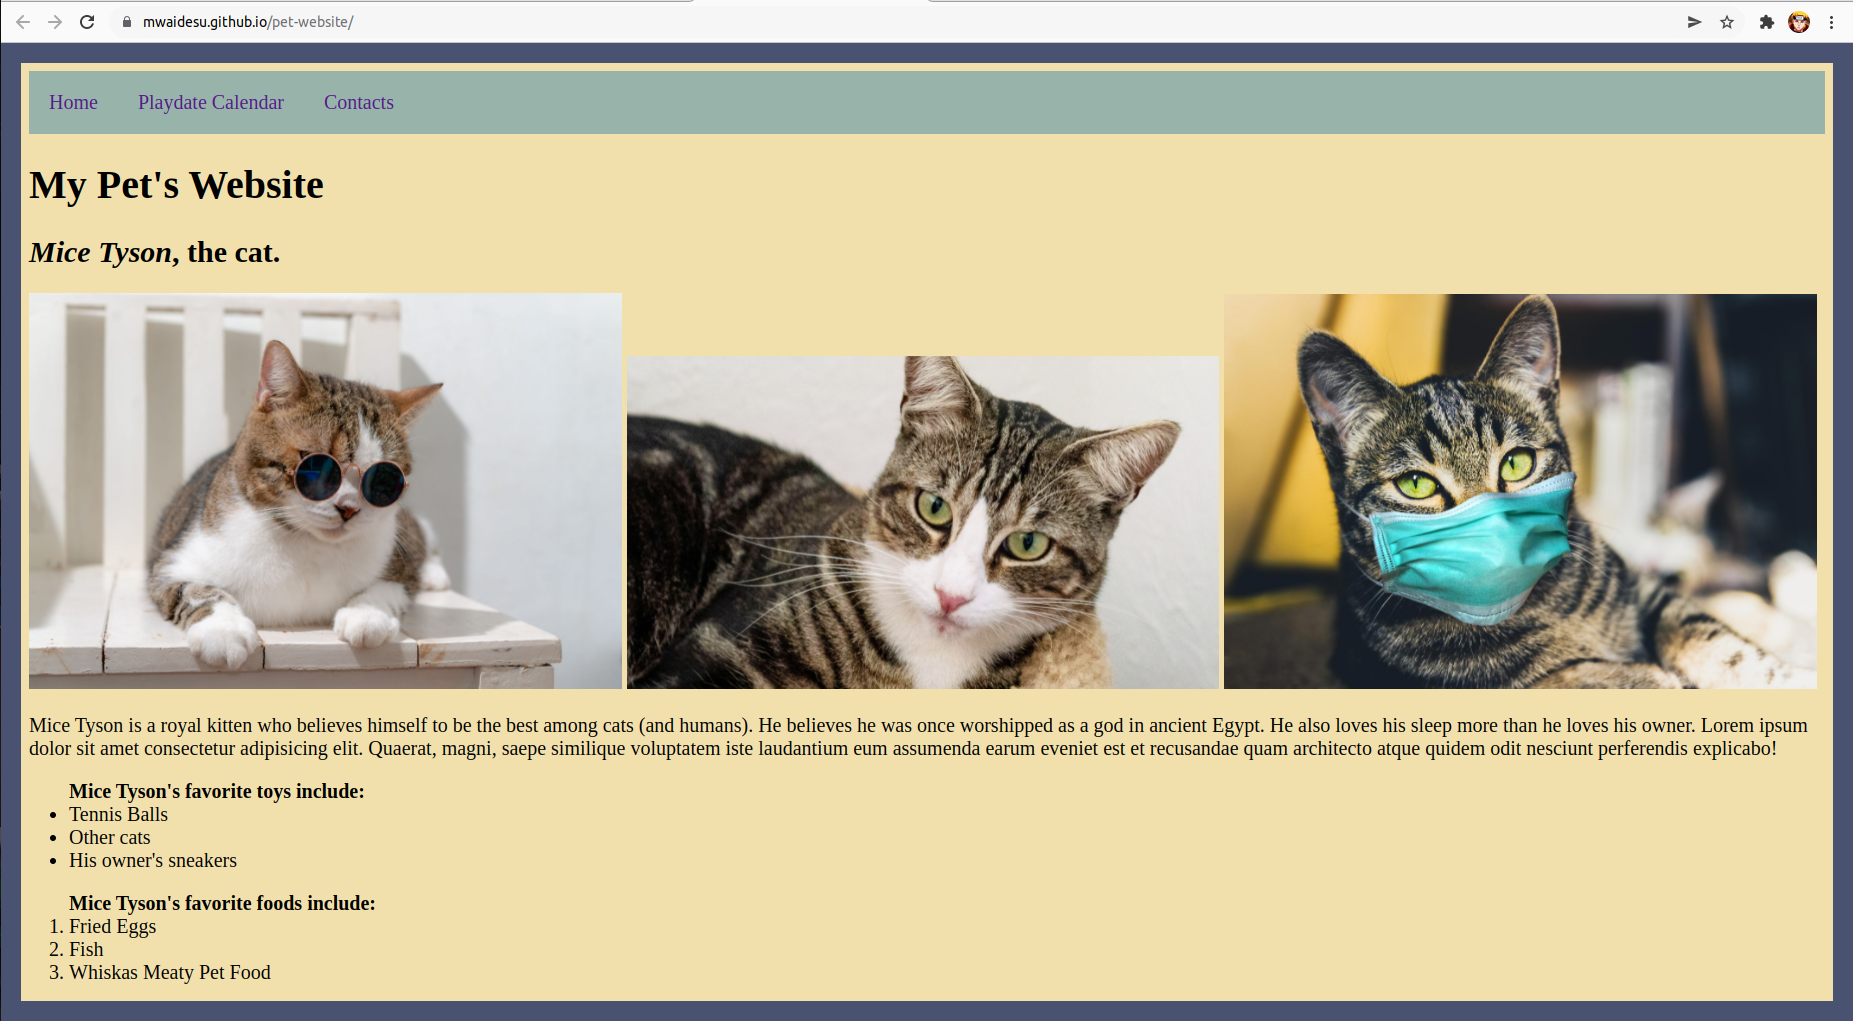 mwaidesu.github.io/pet-website/
Home Playdate Calendar Contacts
My Pet's Website
Mice Tyson, the cat.
Mice Tyson is a royal kitten who believes himself to be the best among cats (and humans). He believes he was once worshipped as a god in ancient Egypt. He also loves his sleep more than he loves his owner. Lorem ipsum
dolor sit amet consectetur adipisicing elit. Quaerat, magni, saepe similique voluptatem iste laudantium eum assumenda earum eveniet est et recusandae quam architecto atque quidem odit nesciunt perferendis explicabo!
Mice Tyson's favorite toys include:
• Tennis Balls
• Other cats
• His owner's sneakers
Mice Tyson's favorite foods include:
1. Fried Eggs
2. Fish
3. Whiskas Meaty Pet Food